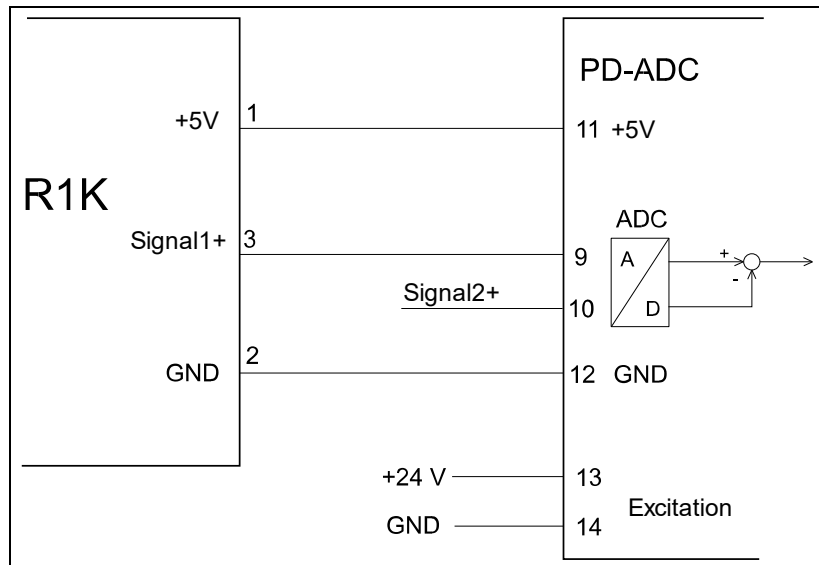 PD-ADC
+5V 1 11 +5V
R1K
ADC
Signal1+ 3 9 A + -
Signal2+ 10 D
GND 2 12 GND
+24 V 13
Excitation
GND 14